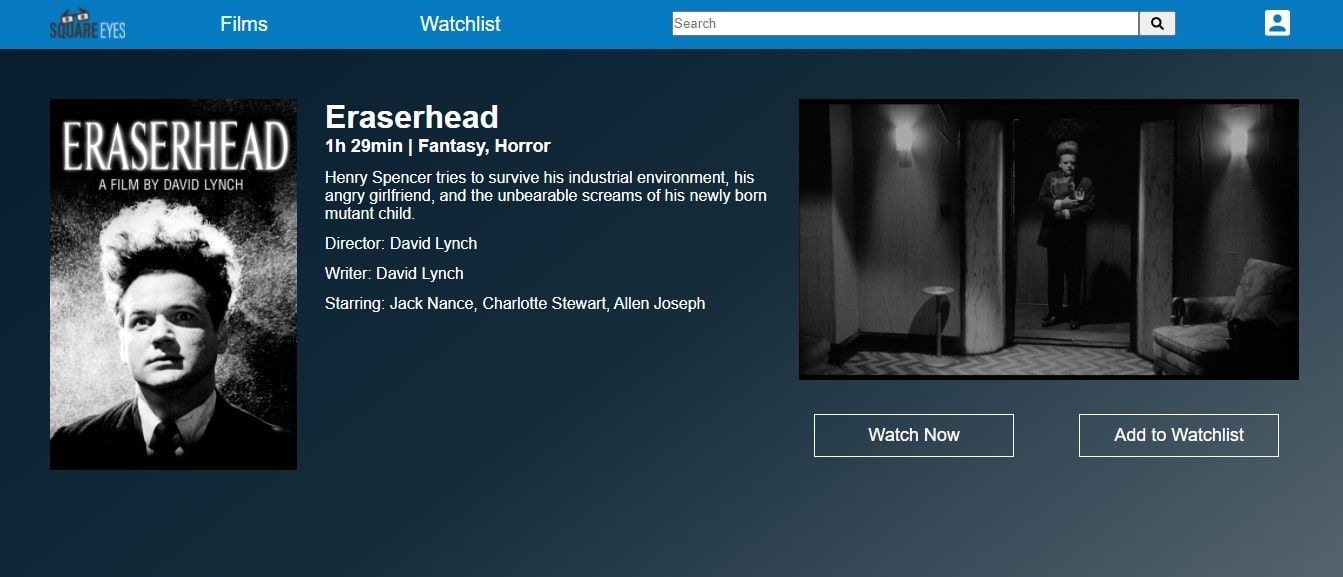 SQUARE EYES
Films
Watchlist
Search
ERASERHEAD
A FILM BY DAVID LYNCH
Eraserhead
1h 29min | Fantasy, Horror
Henry Spencer tries to survive his industrial environment, his
angry girlfriend, and the unbearable screams of his newly born
mutant child.
Director: David Lynch
Writer: David Lynch
Starring: Jack Nance, Charlotte Stewart, Allen Joseph
Watch Now
Add to Watchlist